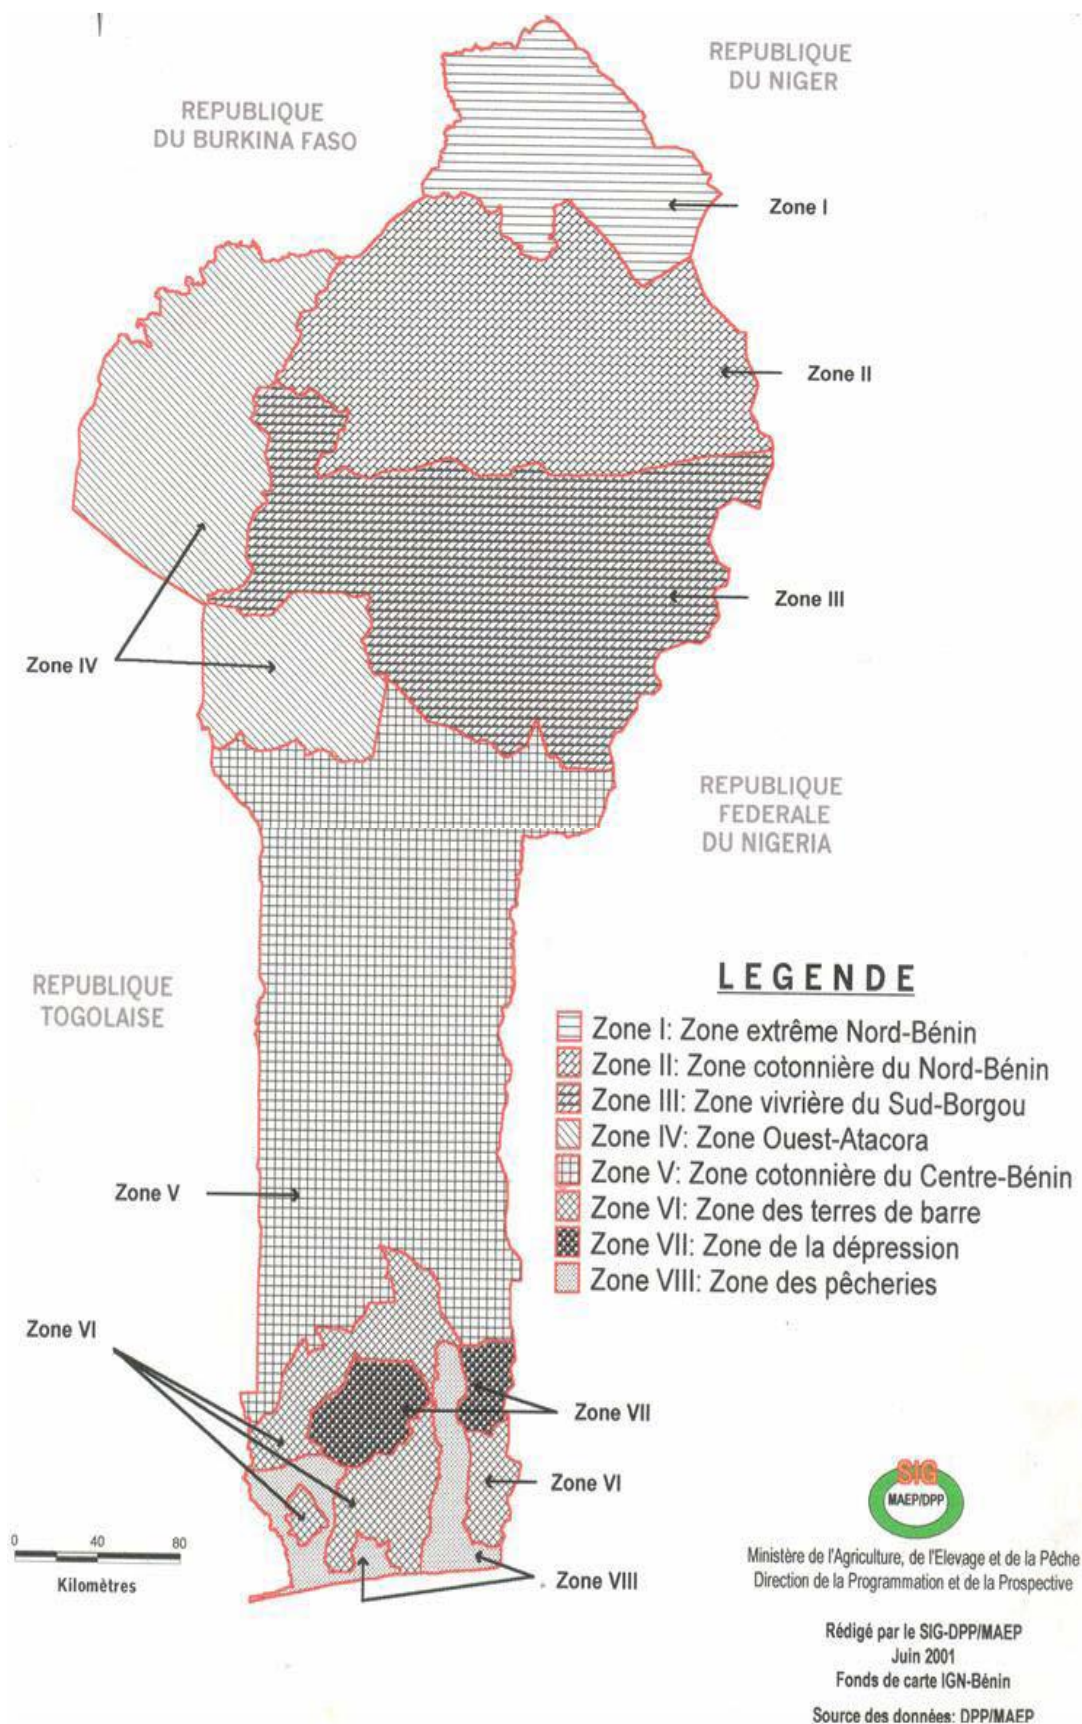 REPUBLIQUE
DU NIGER
REPUBLIQUE
DU BURKINA FASO
Zone I
Zone II
Zone III
Zone IV
REPUBLIQUE
FEDERALE
DU NIGERIA
REPUBLIQUE
TOGOLAISE
LEGENDE
Zone I: Zone extrême Nord-Bénin
Zone II: Zone cotonnière du Nord-Bénin
Zone III: Zone vivrière du Sud-Borgou
Zone IV: Zone Ouest-Atacora
Zone V: Zone cotonnière du Centre-Bénin
Zone VI: Zone des terres de barre
Zone VII: Zone de la dépression
Zone VIII: Zone des pêcheries
Zone V
Zone VI
Zone VII
Zone VI
Zone VIII
0 40 80
Kilomètres
SIG
MAEP/DPP
Ministère de l'Agriculture, de l'Elevage et de la Pêche
Direction de la Programmation et de la Prospective
Rédigé par le SIG-DPP/MAEP
Juin 2001
Fonds de carte IGN-Bénin
Source des données: DPP/MAEP